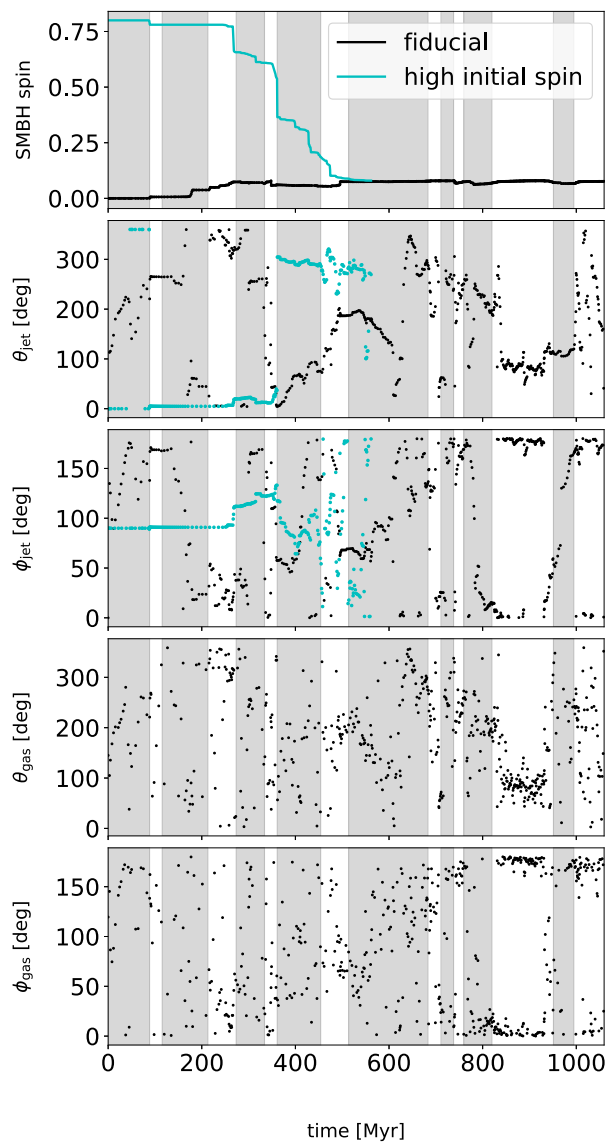 0.75
0.50
0.25
0.00
SMBH spin
fiducial
high initial spin
300
200
100
0
θjet [deg]
150
100
50
0
ϕjet [deg]
300
200
100
0
θgas [deg]
150
100
50
0
ϕgas [deg]
0 200 400 600 800 1000
time [Myr]